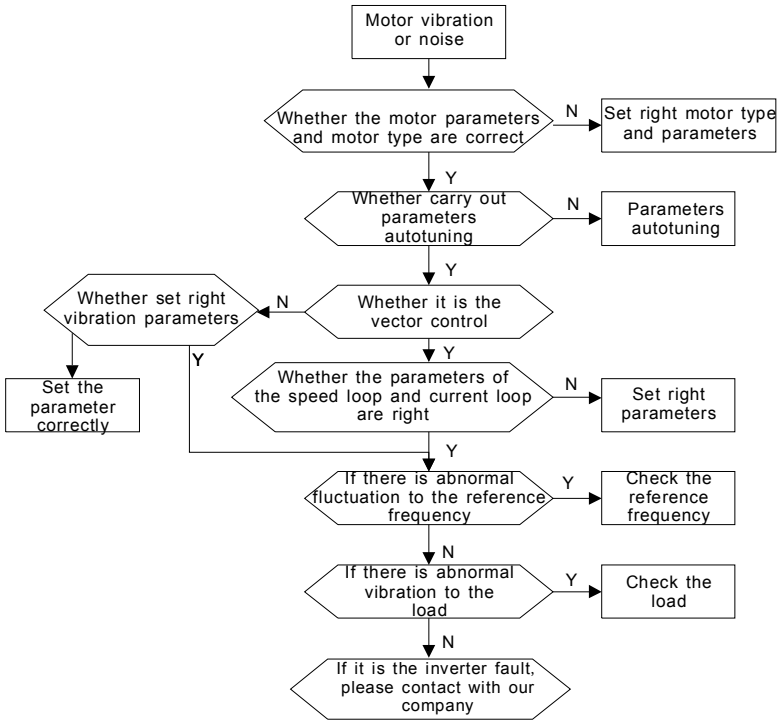 Motor vibration
or noise
Whether the motor parameters
and motor type are correct
N
Set right motor type
and parameters
Y
Whether carry out
parameters
autotuning
N
Parameters
autotuning
Y
Whether it is the
vector control
N
Whether set right
vibration parameters
Y
Set the
parameter
correctly
Y
Whether the parameters of
the speed loop and current loop
are right
N
Set right
parameters
Y
If there is abnormal
fluctuation to the reference
frequency
Y
Check the
reference
frequency
N
If there is abnormal
vibration to the
load
Y
Check the
load
N
If it is the inverter fault,
please contact with our
company